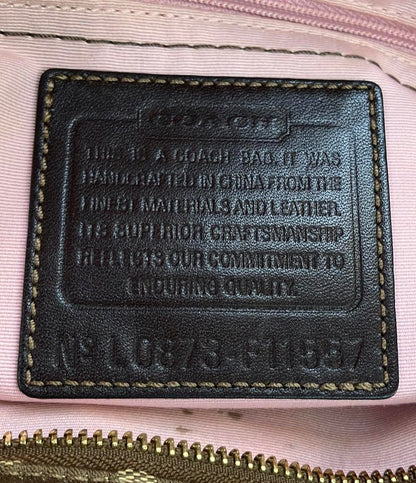 COACH
THIS IS A COACH BAG. IT WAS
HANDCRAFTED IN CHINA FROM THE
FINEST MATERIALS AND LEATHER.
ITS SUPERIOR CRAFTSMANSHIP
REFLECTS OUR COMMITMENT TO
ENDURING QUALITY.
Nº L0873-F11557